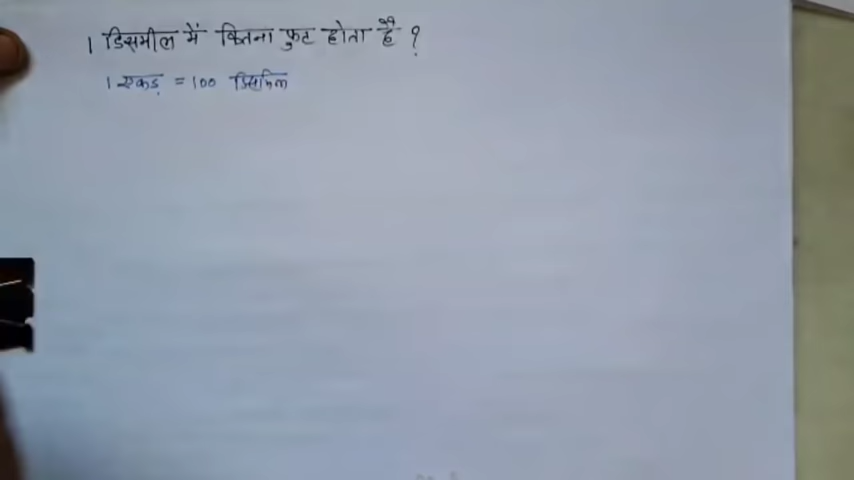 1 डिसमील में कितना फुट होता है ?
1 एकड़ = 100 डिसमिल